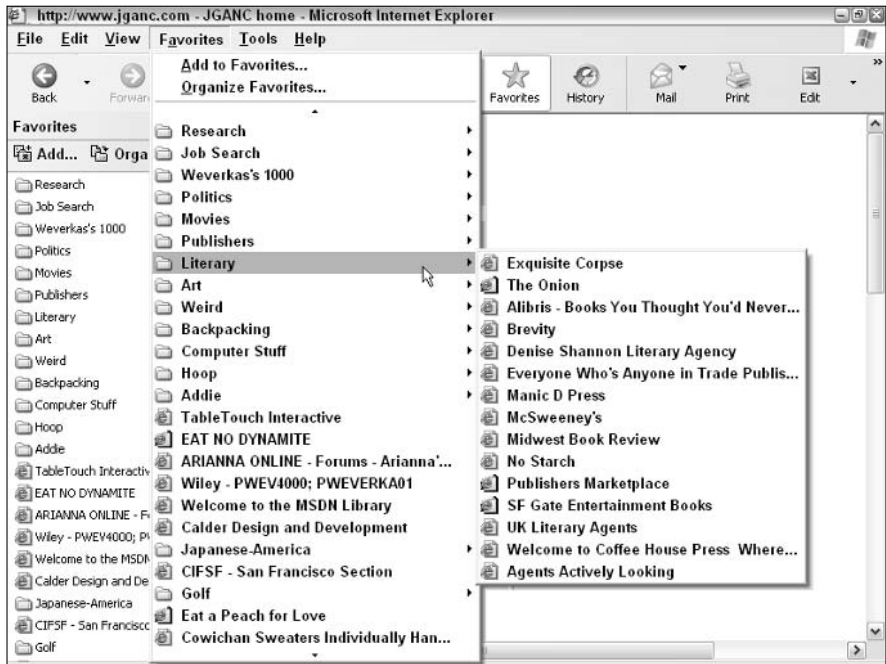 http://www.jganc.com - JGANC home - Microsoft Internet Explorer
File Edit View Favorites Tools Help
Back
Forward
Favorites
History
Mail
Print
Edit
Favorites
Add...
Orga
Research
Job Search
Weverkas's 1000
Politics
Movies
Publishers
Literary
Art
Weird
Backpacking
Computer Stuff
Hoop
Addie
TableTouch Interactiv
EAT NO DYNAMITE
ARIANNA ONLINE - F
Wiley - PWEV4000; P
Welcome to the MSDN
Calder Design and De
Japanese-America
CIFSF - San Francisco
Golf
Add to Favorites...
Organize Favorites...
Research
Job Search
Weverkas's 1000
Politics
Movies
Publishers
Literary
Art
Weird
Backpacking
Computer Stuff
Hoop
Addie
TableTouch Interactive
EAT NO DYNAMITE
ARIANNA ONLINE - Forums - Arianna'...
Wiley - PWEV4000; PWEVERKA01
Welcome to the MSDN Library
Calder Design and Development
Japanese-America
CIFSF - San Francisco Section
Golf
Eat a Peach for Love
Cowichan Sweaters Individually Han...
Exquisite Corpse
The Onion
Alibris - Books You Thought You'd Never...
Brevity
Denise Shannon Literary Agency
Everyone Who's Anyone in Trade Publis...
Manic D Press
McSweeney's
Midwest Book Review
No Starch
Publishers Marketplace
SF Gate Entertainment Books
UK Literary Agents
Welcome to Coffee House Press Where...
Agents Actively Looking